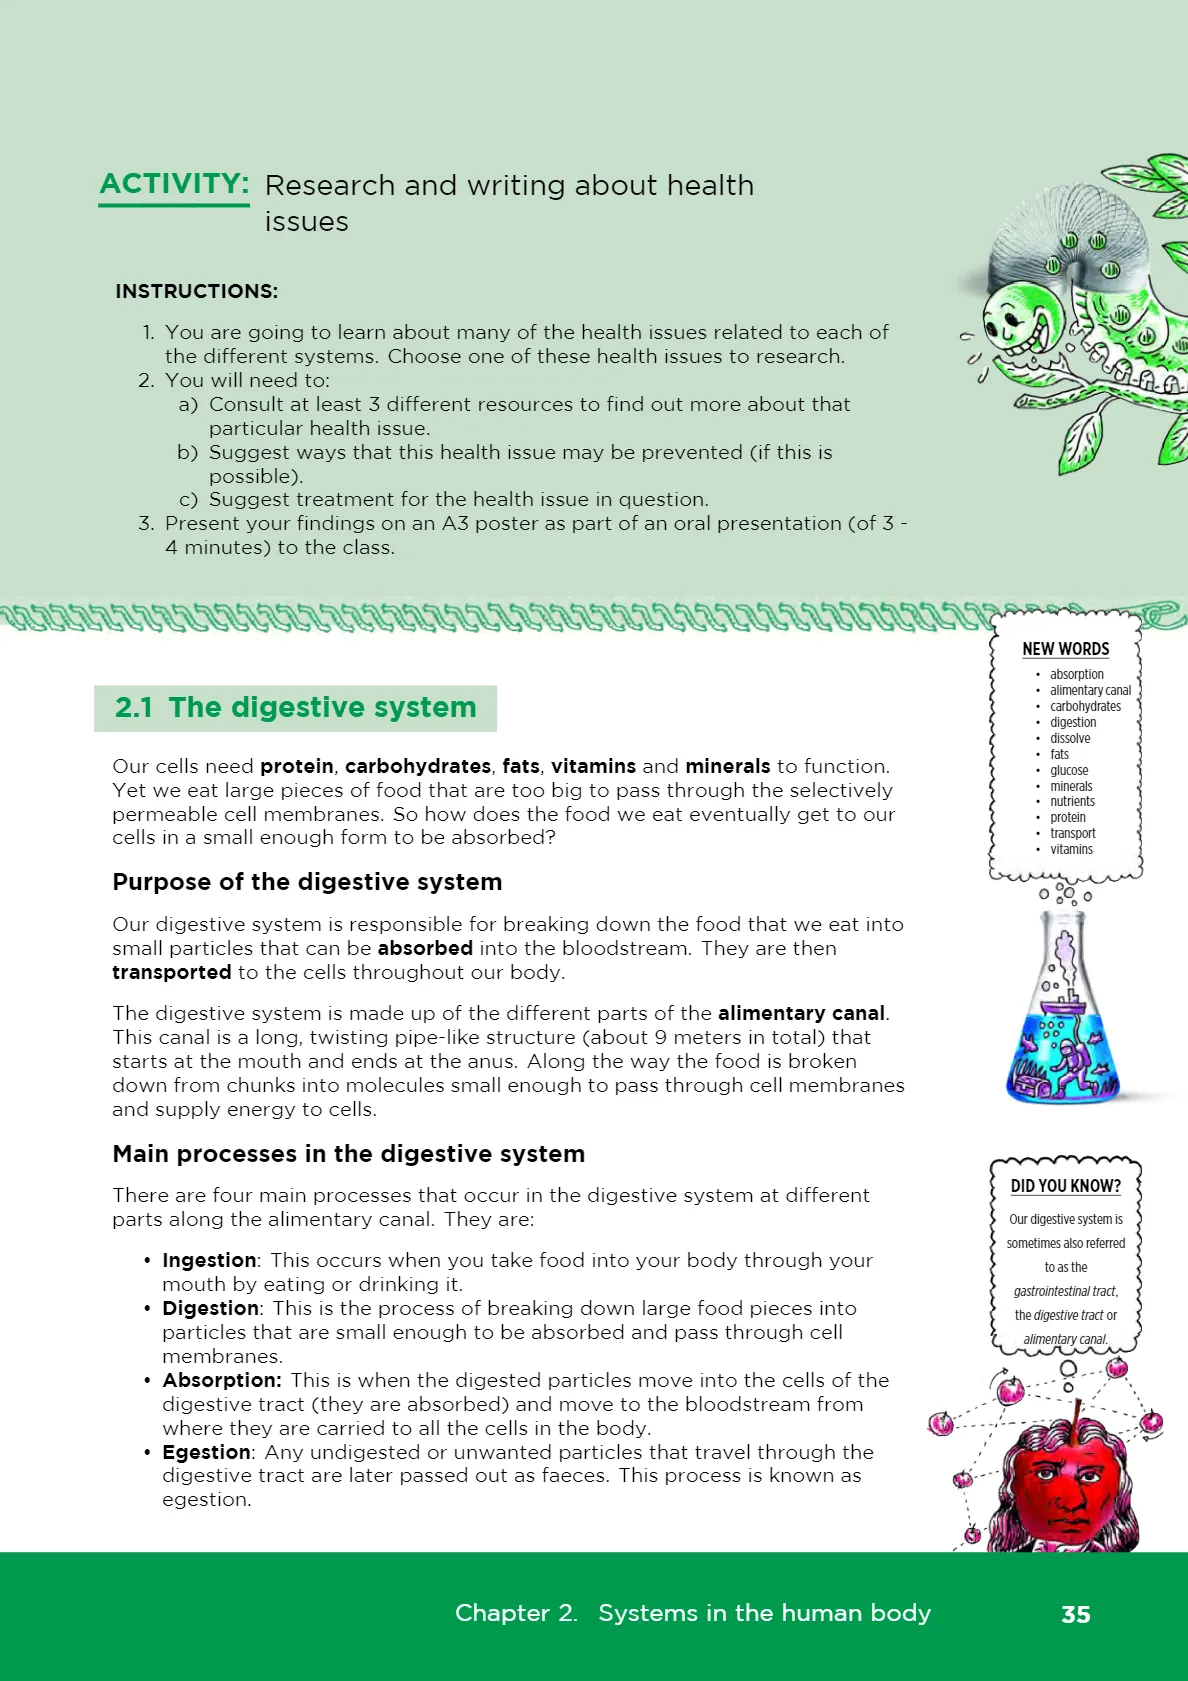 ACTIVITY: Research and writing about health
issues
INSTRUCTIONS:
1. You are going to learn about many of the health issues related to each of
the different systems. Choose one of these health issues to research.
2. You will need to:
a) Consult at least 3 different resources to find out more about that
particular health issue.
b) Suggest ways that this health issue may be prevented (if this is
possible).
c) Suggest treatment for the health issue in question.
3. Present your findings on an A3 poster as part of an oral presentation (of 3 -
4 minutes) to the class.
NEW WORDS
• absorption
• alimentary canal
• carbohydrates
• digestion
• dissolve
• fats
• glucose
• minerals
• nutrients
• protein
• transport
• vitamins
2.1 The digestive system
Our cells need protein, carbohydrates, fats, vitamins and minerals to function.
Yet we eat large pieces of food that are too big to pass through the selectively
permeable cell membranes. So how does the food we eat eventually get to our
cells in a small enough form to be absorbed?
Purpose of the digestive system
Our digestive system is responsible for breaking down the food that we eat into
small particles that can be absorbed into the bloodstream. They are then
transported to the cells throughout our body.
The digestive system is made up of the different parts of the alimentary canal.
This canal is a long, twisting pipe-like structure (about 9 meters in total) that
starts at the mouth and ends at the anus. Along the way the food is broken
down from chunks into molecules small enough to pass through cell membranes
and supply energy to cells.
Main processes in the digestive system
There are four main processes that occur in the digestive system at different
parts along the alimentary canal. They are:
• Ingestion: This occurs when you take food into your body through your
mouth by eating or drinking it.
• Digestion: This is the process of breaking down large food pieces into
particles that are small enough to be absorbed and pass through cell
membranes.
• Absorption: This is when the digested particles move into the cells of the
digestive tract (they are absorbed) and move to the bloodstream from
where they are carried to all the cells in the body.
• Egestion: Any undigested or unwanted particles that travel through the
digestive tract are later passed out as faeces. This process is known as
egestion.
DID YOU KNOW?
Our digestive system is
sometimes also referred
to as the
gastrointestinal tract,
the digestive tract or
alimentary canal.
Chapter 2. Systems in the human body 35